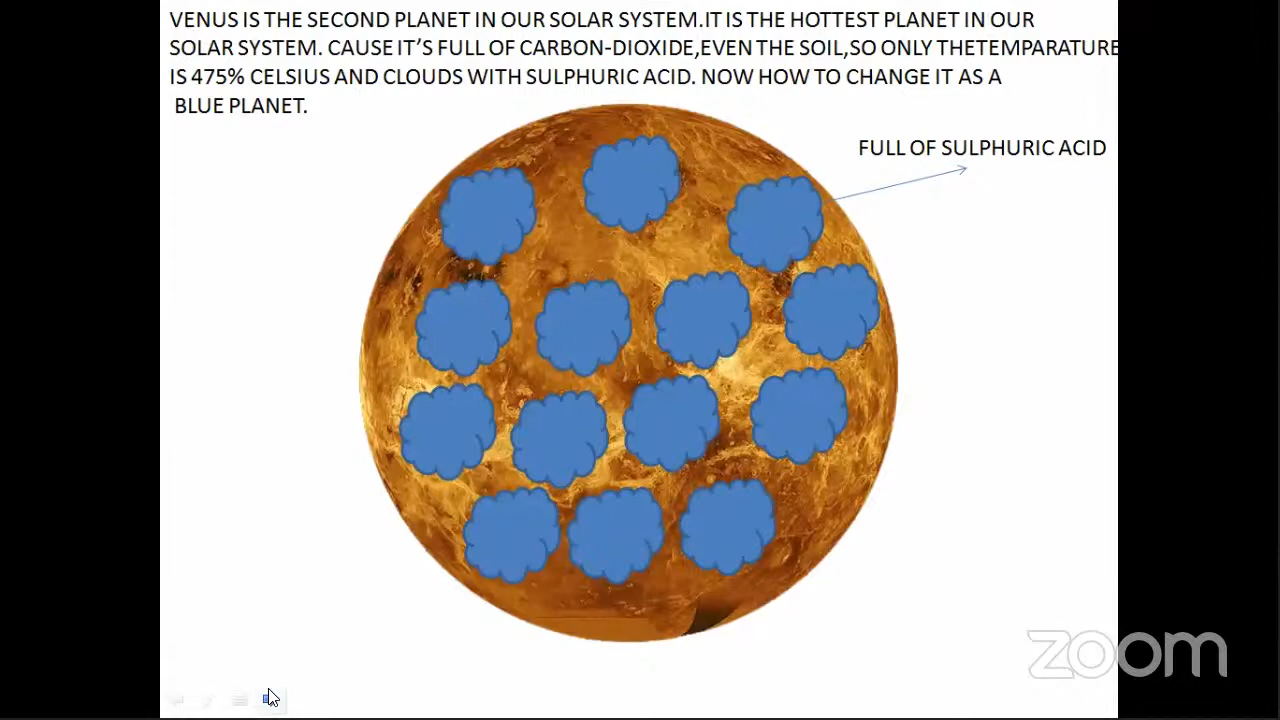 VENUS IS THE SECOND PLANET IN OUR SOLAR SYSTEM.IT IS THE HOTTEST PLANET IN OUR
SOLAR SYSTEM. CAUSE IT’S FULL OF CARBON-DIOXIDE,EVEN THE SOIL,SO ONLY THETEMPARATURE
IS 475% CELSIUS AND CLOUDS WITH SULPHURIC ACID. NOW HOW TO CHANGE IT AS A
BLUE PLANET.
FULL OF SULPHURIC ACID
zoom